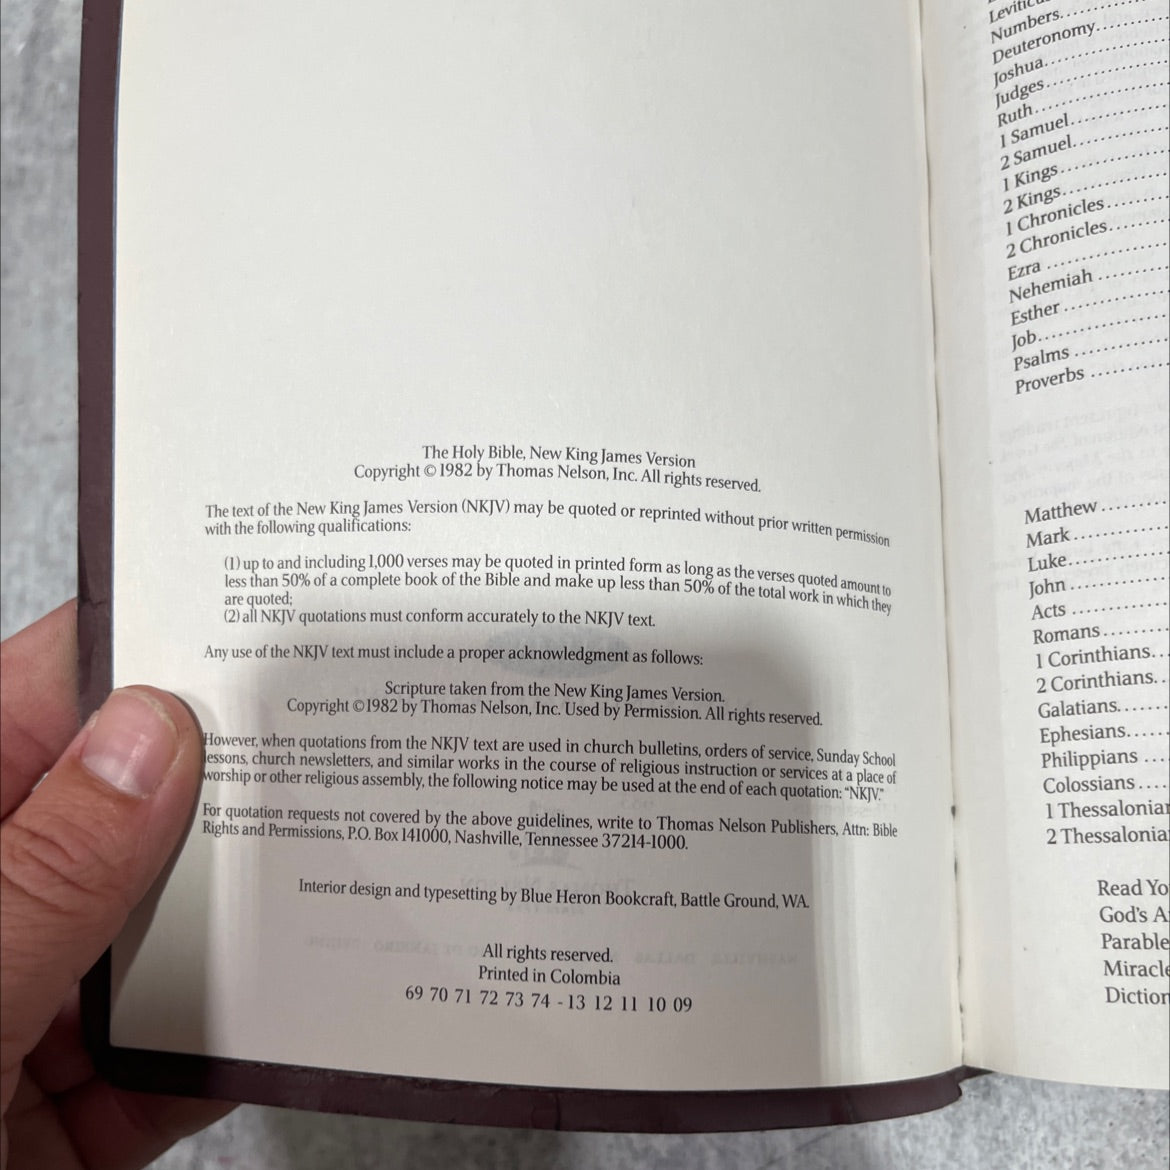 The Holy Bible, New King James Version
Copyright © 1982 by Thomas Nelson, Inc. All rights reserved.
The text of the New King James Version (NKJV) may be quoted or reprinted without prior written permission
with the following qualifications:
(1) up to and including 1,000 verses may be quoted in printed form as long as the verses quoted amount to
less than 50% of a complete book of the Bible and make up less than 50% of the total work in which they
are quoted;
(2) all NKJV quotations must conform accurately to the NKJV text.
Any use of the NKJV text must include a proper acknowledgment as follows:
Scripture taken from the New King James Version.
Copyright ©1982 by Thomas Nelson, Inc. Used by Permission. All rights reserved.
However, when quotations from the NKJV text are used in church bulletins, orders of service, Sunday School
lessons, church newsletters, and similar works in the course of religious instruction or services at a place of
worship or other religious assembly, the following notice may be used at the end of each quotation: "NKJV."
For quotation requests not covered by the above guidelines, write to Thomas Nelson Publishers, Attn: Bible
Rights and Permissions, P.O. Box 141000, Nashville, Tennessee 37214-1000.
Interior design and typesetting by Blue Heron Bookcraft, Battle Ground, WA.
All rights reserved.
Printed in Colombia
69 70 71 72 73 74 - 13 12 11 10 09
Numbers
Deuteronomy
Joshua
Judges
Ruth
1 Samuel
2 Samuel
1 Kings
2 Kings
1 Chronicles
2 Chronicles
Ezra
Nehemiah
Esther
Job
Psalms
Proverbs
Matthew
Mark
Luke
John
Acts
Romans
1 Corinthians
2 Corinthians
Galatians
Ephesians
Philippians
Colossians
1 Thessalonia
2 Thessalonia
Read Yo
God's A
Parable
Miracle
Diction